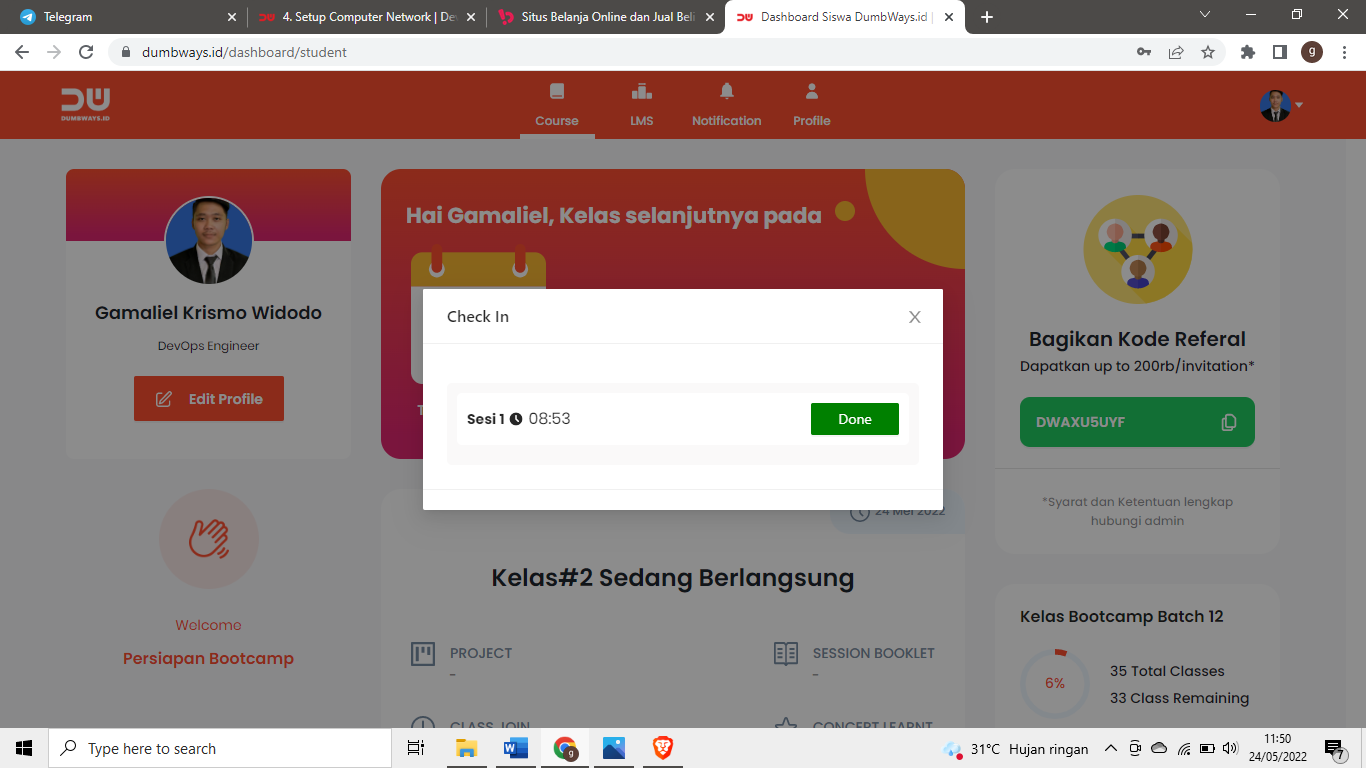 Telegram
4. Setup Computer Network | De
Situs Belanja Online dan Jual Beli
Dashboard Siswa DumbWays.id |
dumbways.id/dashboard/student
g
DUMBWAYS.ID
Course
LMS
Notification
Profile
Gamaliel Krismo Widodo
DevOps Engineer
Edit Profile
Welcome
Persiapan Bootcamp
Hai Gamaliel, Kelas selanjutnya pada
T
Check In
X
Sesi 1 08:53
Done
24 Mei 2022
Kelas#2 Sedang Berlangsung
PROJECT
-
SESSION BOOKLET
-
CLASS JOIN
CONCEPT LEARNT
Bagikan Kode Referal
Dapatkan up to 200rb/invitation*
DWAXU5UYF
*Syarat dan Ketentuan lengkap
hubungi admin
Kelas Bootcamp Batch 12
6%
35 Total Classes
33 Class Remaining
Type here to search
31°C Hujan ringan
11:50
24/05/2022
7